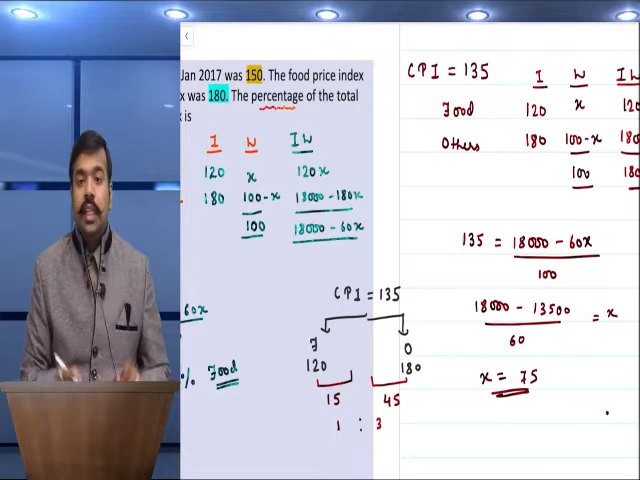 Jan 2017 was 150. The food price index
x was 180. The percentage of the total
x is
I W IW
120 x 120x
180 100-x 18000-180x
100 18000-60x
60x
% Food
CPI = 135
F O
120 180
15 45
1 : 3
CPI = 135
I W IW
Food 120 x 120
Others 180 100-x 180
100 180
135 = 18000-60x
100
18000 - 13500 = x
60
x = 75